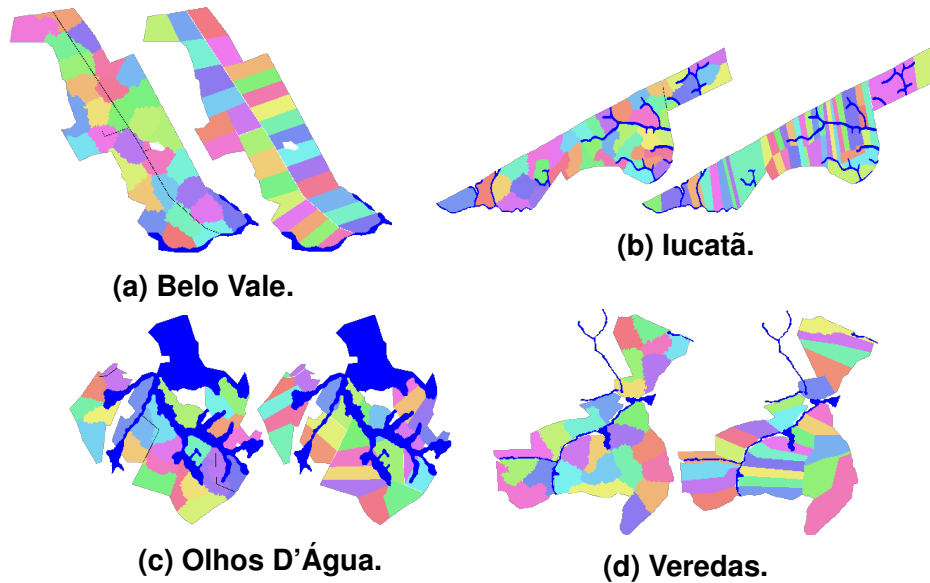 (a) Belo Vale.
(b) Iucatã.
(c) Olhos D'Água.
(d) Veredas.